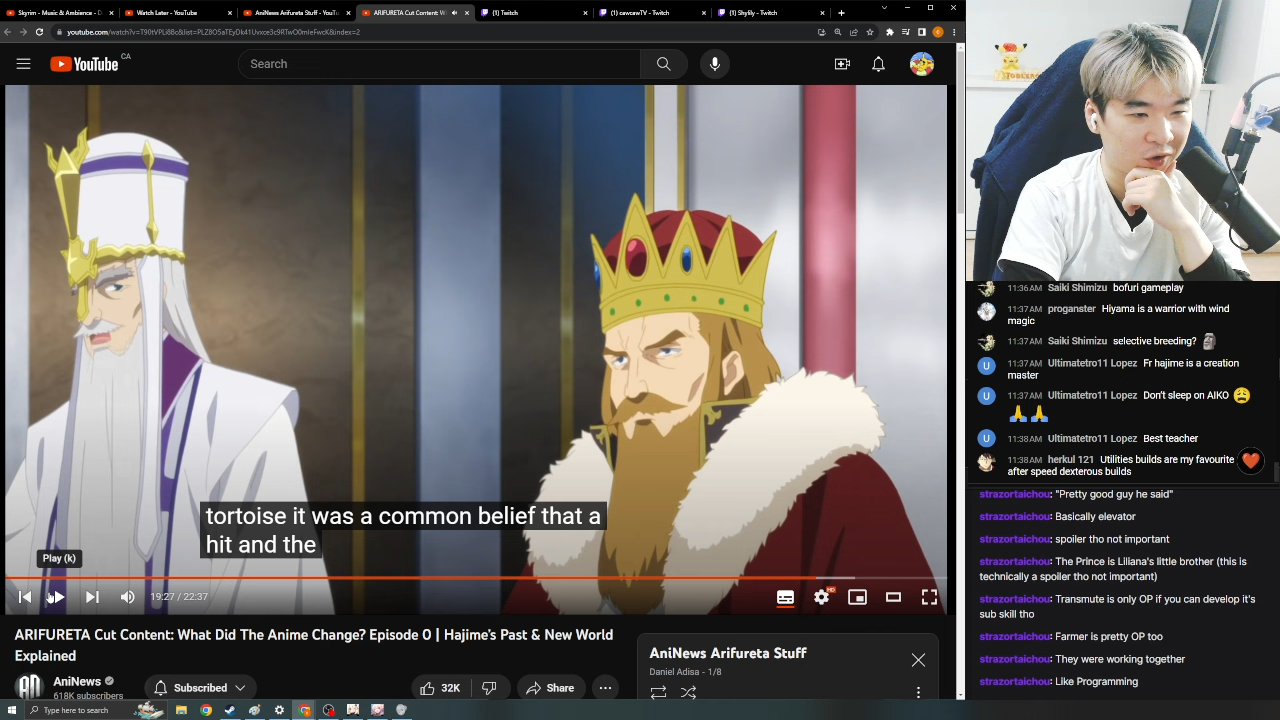 Slgrim - Music & Ambience - D
Watch Later - YouTube
AniNews Arifureta Stuff - YouTu
ARIFURETA Cut Content: W
(1) Twitch
(1) cawcawTV - Twitch
(1) Shylily - Twitch
youtube.com/watch?v=T90tVPLi88c&list=PLZ8O5aTEyDk41Uvxce3c9RTwO0mleFwcK&index=2
YouTube CA
Search
tortoise it was a common belief that a
hit and the
Play (k)
19:27 / 22:37
HD
ARIFURETA Cut Content: What Did The Anime Change? Episode 0 | Hajime's Past & New World
Explained
AniNews
618K subscribers
Subscribed
32K
Share
AniNews Arifureta Stuff
Daniel Adisa - 1/8
Type here to search
11:36 AM Saiki Shimizu bofuri gameplay
11:37 AM proganster Hiyama is a warrior with wind
magic
11:37 AM Saiki Shimizu selective breeding?
U 11:37 AM Ultimatetro11 Lopez Fr hajime is a creation
master
U 11:37 AM Ultimatetro11 Lopez Don't sleep on AIKO
U 11:38 AM Ultimatetro11 Lopez Best teacher
11:38 AM herkul 121 Utilities builds are my favourite
after speed dexterous builds
strazortaichou: "Pretty good guy he said"
strazortaichou: Basically elevator
strazortaichou: spoiler tho not important
strazortaichou: The Prince is Liliana's little brother (this is
technically a spoiler tho not important)
strazortaichou: Transmute is only OP if you can develop it's
sub skill tho
strazortaichou: Farmer is pretty OP too
strazortaichou: They were working together
strazortaichou: Like Programming